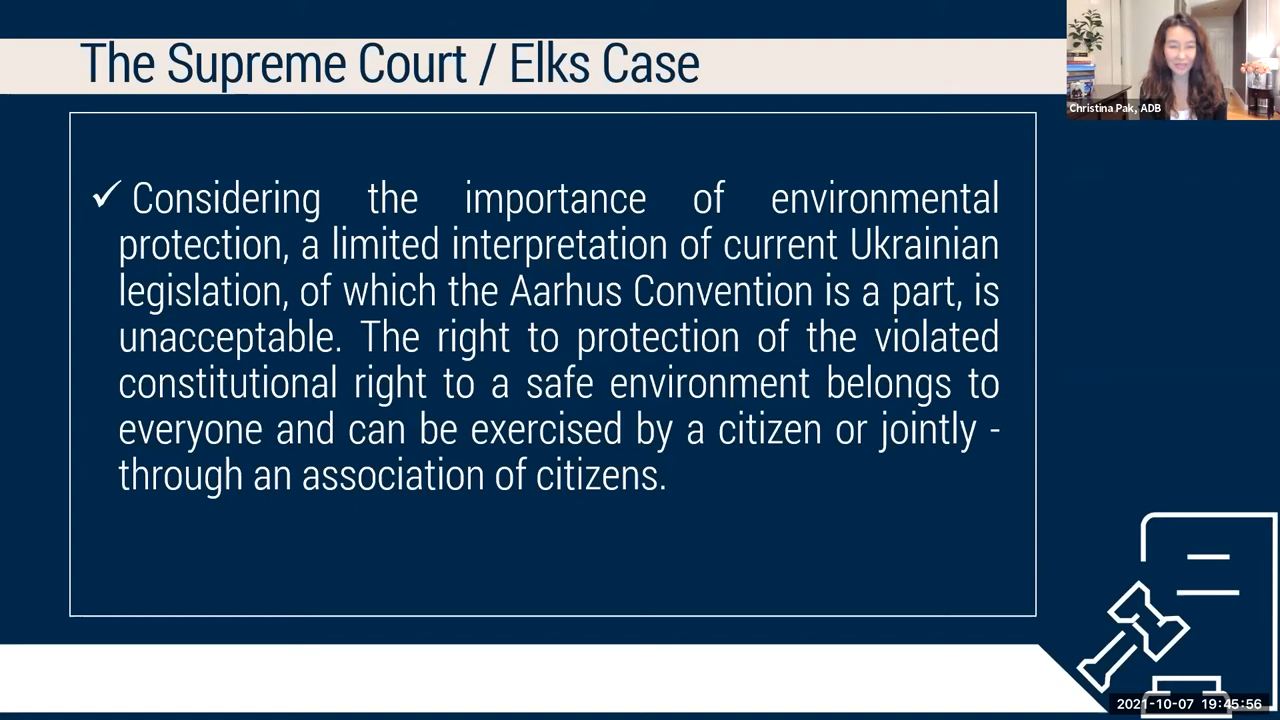 The Supreme Court / Elks Case
Christina Pak, ADB
✓ Considering the importance of environmental
protection, a limited interpretation of current Ukrainian
legislation, of which the Aarhus Convention is a part, is
unacceptable. The right to protection of the violated
constitutional right to a safe environment belongs to
everyone and can be exercised by a citizen or jointly -
through an association of citizens.
2021-10-07 19:45:56